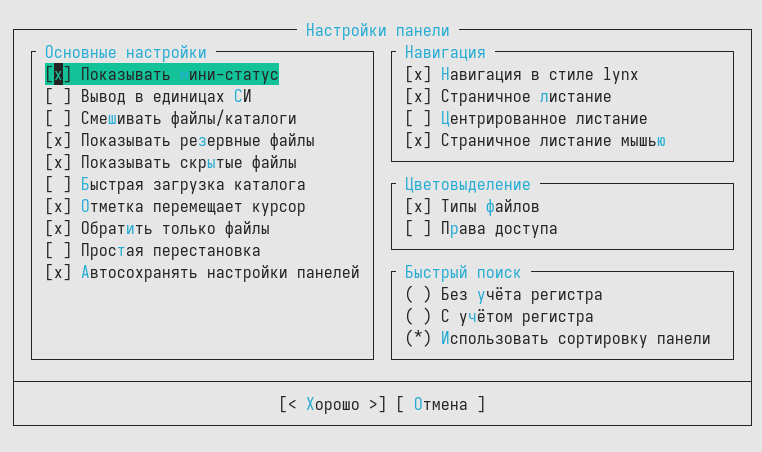 Настройки панели
Основные настройки
[x] Показывать  ини-статус
[ ] Вывод в единицах СИ
[ ] Смешивать файлы/каталоги
[x] Показывать резервные файлы
[x] Показывать скрытые файлы
[ ] Быстрая загрузка каталога
[x] Отметка перемещает курсор
[x] Обратить только файлы
[ ] Простая перестановка
[x] Автосохранять настройки панелей
Навигация
[x] Навигация в стиле lynx
[x] Страничное листание
[ ] Центрированное листание
[x] Страничное листание мышью
Цветовыделение
[x] Типы файлов
[ ] Права доступа
Быстрый поиск
( ) Без учёта регистра
( ) С учётом регистра
(*) Использовать сортировку панели
[< Хорошо >] [ Отмена ]